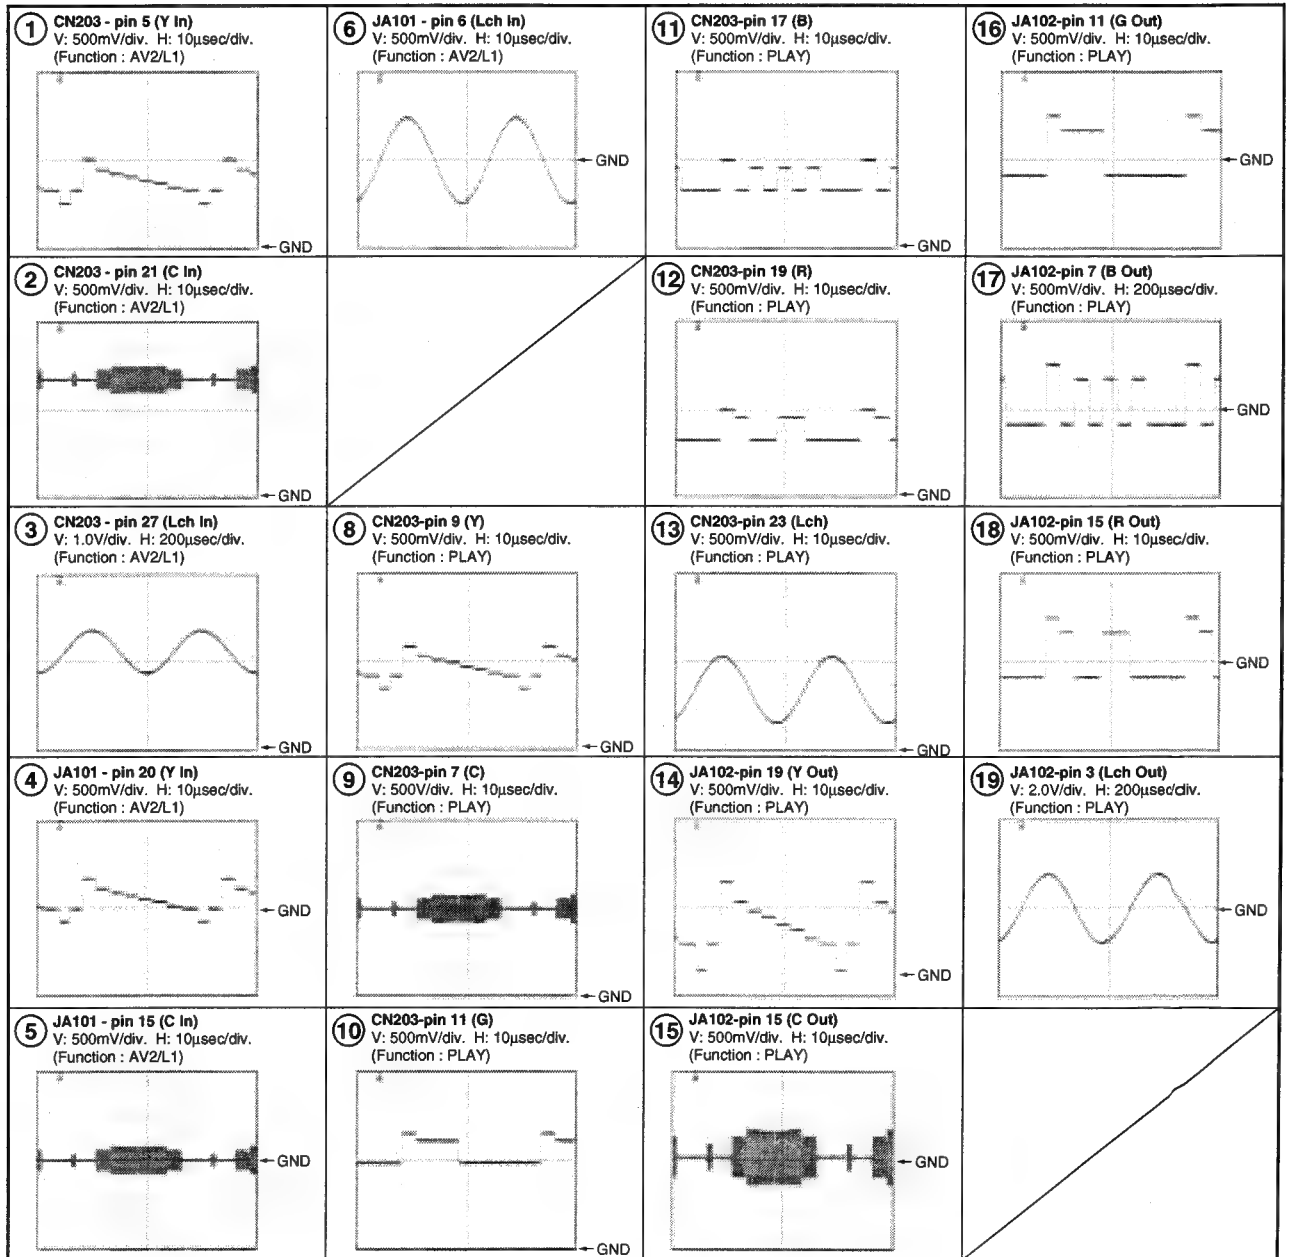 1 CN203 - pin 5 (Y In)
V: 500mV/div. H: 10μsec/div.
(Function : AV2/L1)
GND
2 CN203 - pin 21 (C In)
V: 500mV/div. H: 10μsec/div.
(Function : AV2/L1)
GND
3 CN203 - pin 27 (Lch In)
V: 1.0V/div. H: 200μsec/div.
(Function : AV2/L1)
GND
4 JA101 - pin 20 (Y In)
V: 500mV/div. H: 10μsec/div.
(Function : AV2/L1)
GND
5 JA101 - pin 15 (C In)
V: 500mV/div. H: 10μsec/div.
(Function : AV2/L1)
GND
6 JA101 - pin 6 (Lch In)
V: 500mV/div. H: 10μsec/div.
(Function : AV2/L1)
GND
8 CN203-pin 9 (Y)
V: 500mV/div. H: 10μsec/div.
(Function : PLAY)
GND
9 CN203-pin 7 (C)
V: 500V/div. H: 10μsec/div.
(Function : PLAY)
GND
10 CN203-pin 11 (G)
V: 500mV/div. H: 10μsec/div.
(Function : PLAY)
GND
11 CN203-pin 17 (B)
V: 500mV/div. H: 10μsec/div.
(Function : PLAY)
GND
12 CN203-pin 19 (R)
V: 500mV/div. H: 10μsec/div.
(Function : PLAY)
GND
13 CN203-pin 23 (Lch)
V: 500mV/div. H: 10μsec/div.
(Function : PLAY)
GND
14 JA102-pin 19 (Y Out)
V: 500mV/div. H: 10μsec/div.
(Function : PLAY)
GND
15 JA102-pin 15 (C Out)
V: 500mV/div. H: 10μsec/div.
(Function : PLAY)
GND
16 JA102-pin 11 (G Out)
V: 500mV/div. H: 10μsec/div.
(Function : PLAY)
GND
17 JA102-pin 7 (B Out)
V: 500mV/div. H: 200μsec/div.
(Function : PLAY)
GND
18 JA102-pin 15 (R Out)
V: 500mV/div. H: 10μsec/div.
(Function : PLAY)
GND
19 JA102-pin 3 (Lch Out)
V: 2.0V/div. H: 200μsec/div.
(Function : PLAY)
GND